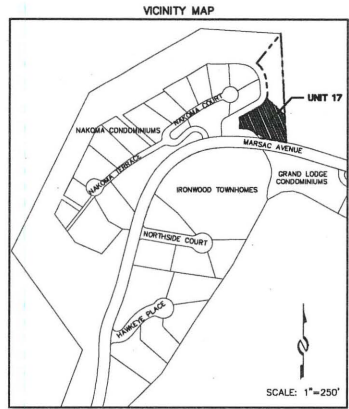 VICINITY MAP
UNIT 17
NAKOMA COURT
NAKOMA CONDOMINIUMS
MARSAC AVENUE
NAKOMA TERRACE
GRAND LODGE
CONDOMINIUMS
IRONWOOD TOWNHOMES
NORTHSIDE COURT
HAWKEYE PLACE
SCALE: 1"=250'